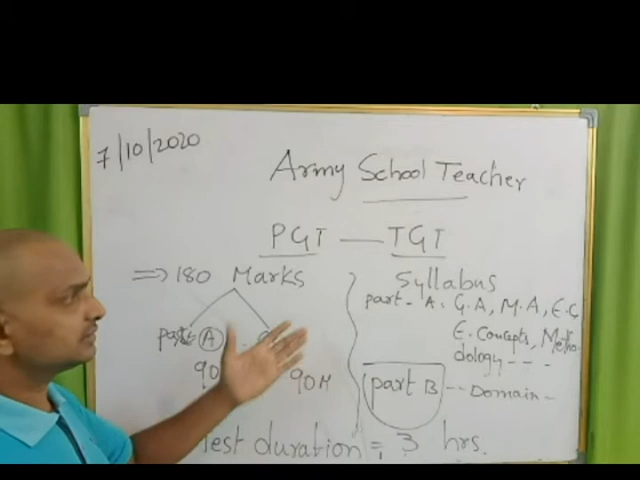 7/10/2020
Army School Teacher
PGT — TGT
⇒ 180 Marks
part - A
90
90M
Syllabus
part - A. G.A, M.A, E.C
E. Concepts, Metho-
dology - - -
part B -- Domain -
Test duration = 3 hrs.